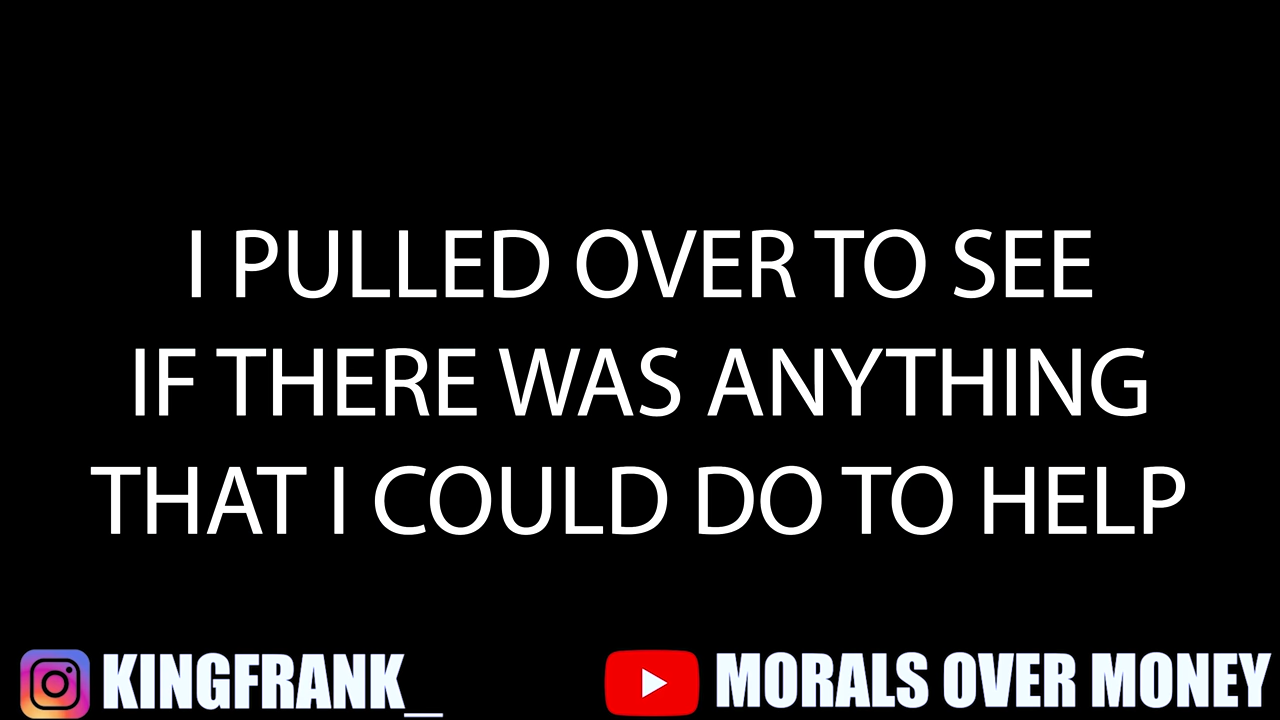 I PULLED OVER TO SEE
IF THERE WAS ANYTHING
THAT I COULD DO TO HELP
KINGFRANK_
MORALS OVER MONEY